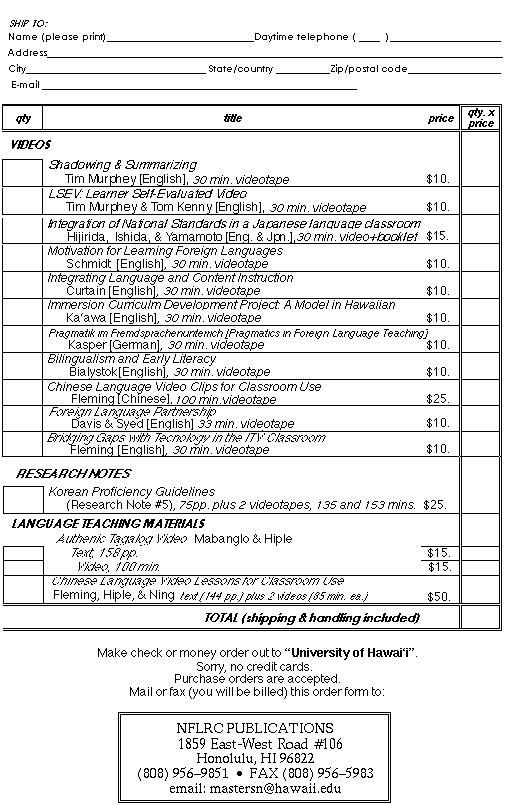 SHIP TO:
Name (please print) Daytime telephone ( )
Address
City State/country Zip/postal code
E-mail
qty title price qty. x price
VIDEOS
Shadowing & Summarizing
Tim Murphey [English], 30 min. videotape $10.
LSEV: Learner Self-Evaluated Video
Tim Murphey & Tom Kenny [English], 30 min. videotape $10.
Integration of National Standards in a Japanese language classroom
Hijirida, Ishida, & Yamamoto [Eng. & Jpn.], 30 min. video+booklet $15.
Motivation for Learning Foreign Languages
Schmidt [English], 30 min. videotape $10.
Integrating Language and Content Instruction
Curtain [English], 30 min. videotape $10.
Immersion Curriculm Development Project: A Model in Hawaiian
Ka'awa [English], 30 min. videotape $10.
Pragmatik im Fremdsprachenunterricht [Pragmatics in Foreign Language Teaching]
Kasper [German], 30 min. videotape $10.
Bilingualism and Early Literacy
Bialystok [English], 30 min. videotape $10.
Chinese Language Video Clips for Classroom Use
Fleming [Chinese], 100 min.videotape $25.
Foreign Language Partnership
Davis & Syed [English] 33 min. videotape $10.
Bridging Gaps with Tecnology in the ITV Classroom
Fleming [English], 30 min. videotape $10.
RESEARCH NOTES
Korean Proficiency Guidelines
(Research Note #5), 75pp. plus 2 videotapes, 135 and 153 mins. $25.
LANGUAGE TEACHING MATERIALS
Authenic Tagalog Video Mabanglo & Hiple
Text, 158 pp. $15.
Video, 100 min. $15.
Chinese Language Video Lessons for Classroom Use
Fleming, Hiple, & Ning text (144 pp.) plus 2 videos (85 min. ea.) $50.
TOTAL (shipping & handling included)
Make check or money order out to “University of Hawai‘i”.
Sorry, no credit cards.
Purchase orders are accepted.
Mail or fax (you will be billed) this order form to:
NFLRC PUBLICATIONS
1859 East-West Road #106
Honolulu, HI 96822
(808) 956–9851 • FAX (808) 956–5983
email: mastersn@hawaii.edu